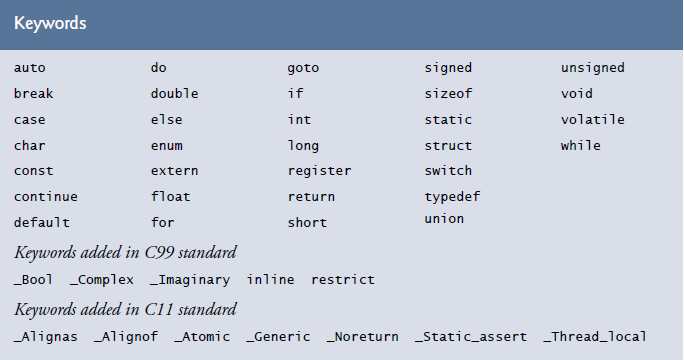 Keywords
auto do goto signed unsigned
break double if sizeof void
case else int static volatile
char enum long struct while
const extern register switch
continue float return typedef
default for short union
Keywords added in C99 standard
_Bool _Complex _Imaginary inline restrict
Keywords added in C11 standard
_Alignas _Alignof _Atomic _Generic _Noreturn _Static_assert _Thread_local